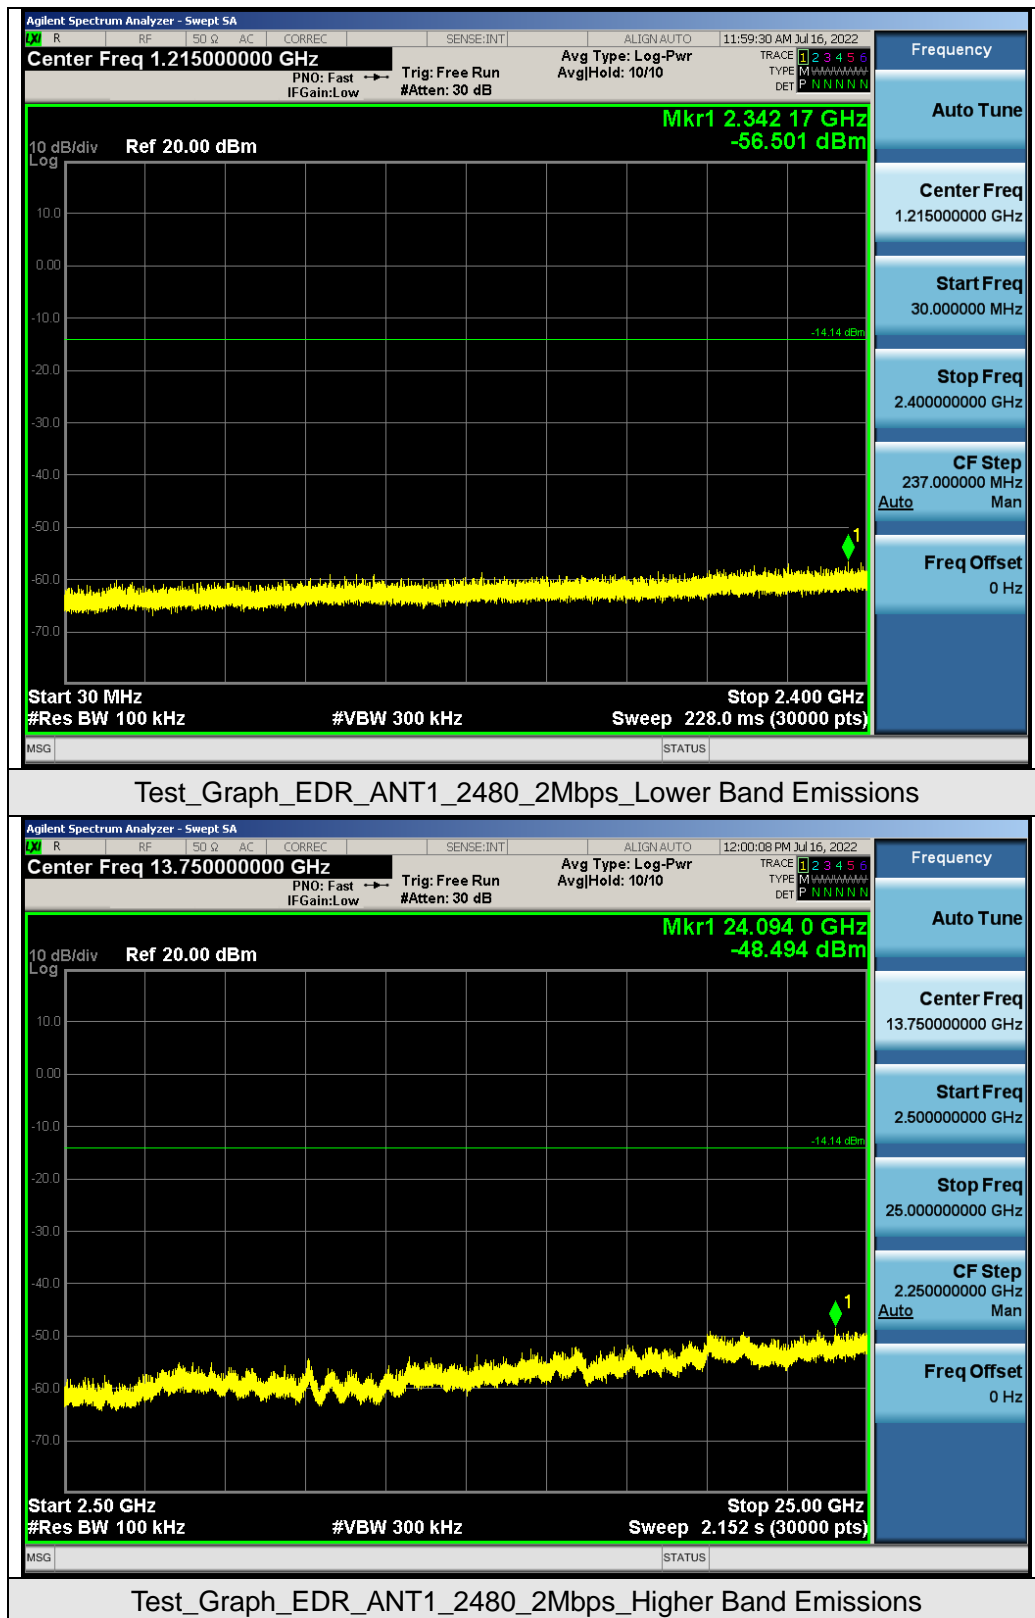 Agilent Spectrum Analyzer - Swept SA
LXI R RF 50 Ω AC CORREC SENSE:INT ALIGN AUTO 11:59:30 AM Jul 16, 2022
Center Freq 1.215000000 GHz
PNO: Fast Trig: Free Run Avg Type: Log-Pwr TRACE 1 2 3 4 5 6
IFGain:Low #Atten: 30 dB Avg|Hold: 10/10 TYPE M WWWWW
DET P N N N N N
Mkr1 2.342 17 GHz
-56.501 dBm
10 dB/div Ref 20.00 dBm
Log
10.0
0.00
-10.0
-14.14 dBm
-20.0
-30.0
-40.0
-50.0
1
-60.0
-70.0
Start 30 MHz Stop 2.400 GHz
#Res BW 100 kHz #VBW 300 kHz Sweep 228.0 ms (30000 pts)
MSG STATUS
Frequency
Auto Tune
Center Freq
1.215000000 GHz
Start Freq
30.000000 MHz
Stop Freq
2.400000000 GHz
CF Step
237.000000 MHz
Auto Man
Freq Offset
0 Hz
Test_Graph_EDR_ANT1_2480_2Mbps_Lower Band Emissions
Agilent Spectrum Analyzer - Swept SA
LXI R RF 50 Ω AC CORREC SENSE:INT ALIGN AUTO 12:00:08 PM Jul 16, 2022
Center Freq 13.750000000 GHz
PNO: Fast Trig: Free Run Avg Type: Log-Pwr TRACE 1 2 3 4 5 6
IFGain:Low #Atten: 30 dB Avg|Hold: 10/10 TYPE M WWWWW
DET P N N N N N
Mkr1 24.094 0 GHz
-48.494 dBm
10 dB/div Ref 20.00 dBm
Log
10.0
0.00
-10.0
-14.14 dBm
-20.0
-30.0
-40.0
1
-50.0
-60.0
-70.0
Start 2.50 GHz Stop 25.00 GHz
#Res BW 100 kHz #VBW 300 kHz Sweep 2.152 s (30000 pts)
MSG STATUS
Frequency
Auto Tune
Center Freq
13.750000000 GHz
Start Freq
2.500000000 GHz
Stop Freq
25.000000000 GHz
CF Step
2.250000000 GHz
Auto Man
Freq Offset
0 Hz
Test_Graph_EDR_ANT1_2480_2Mbps_Higher Band Emissions